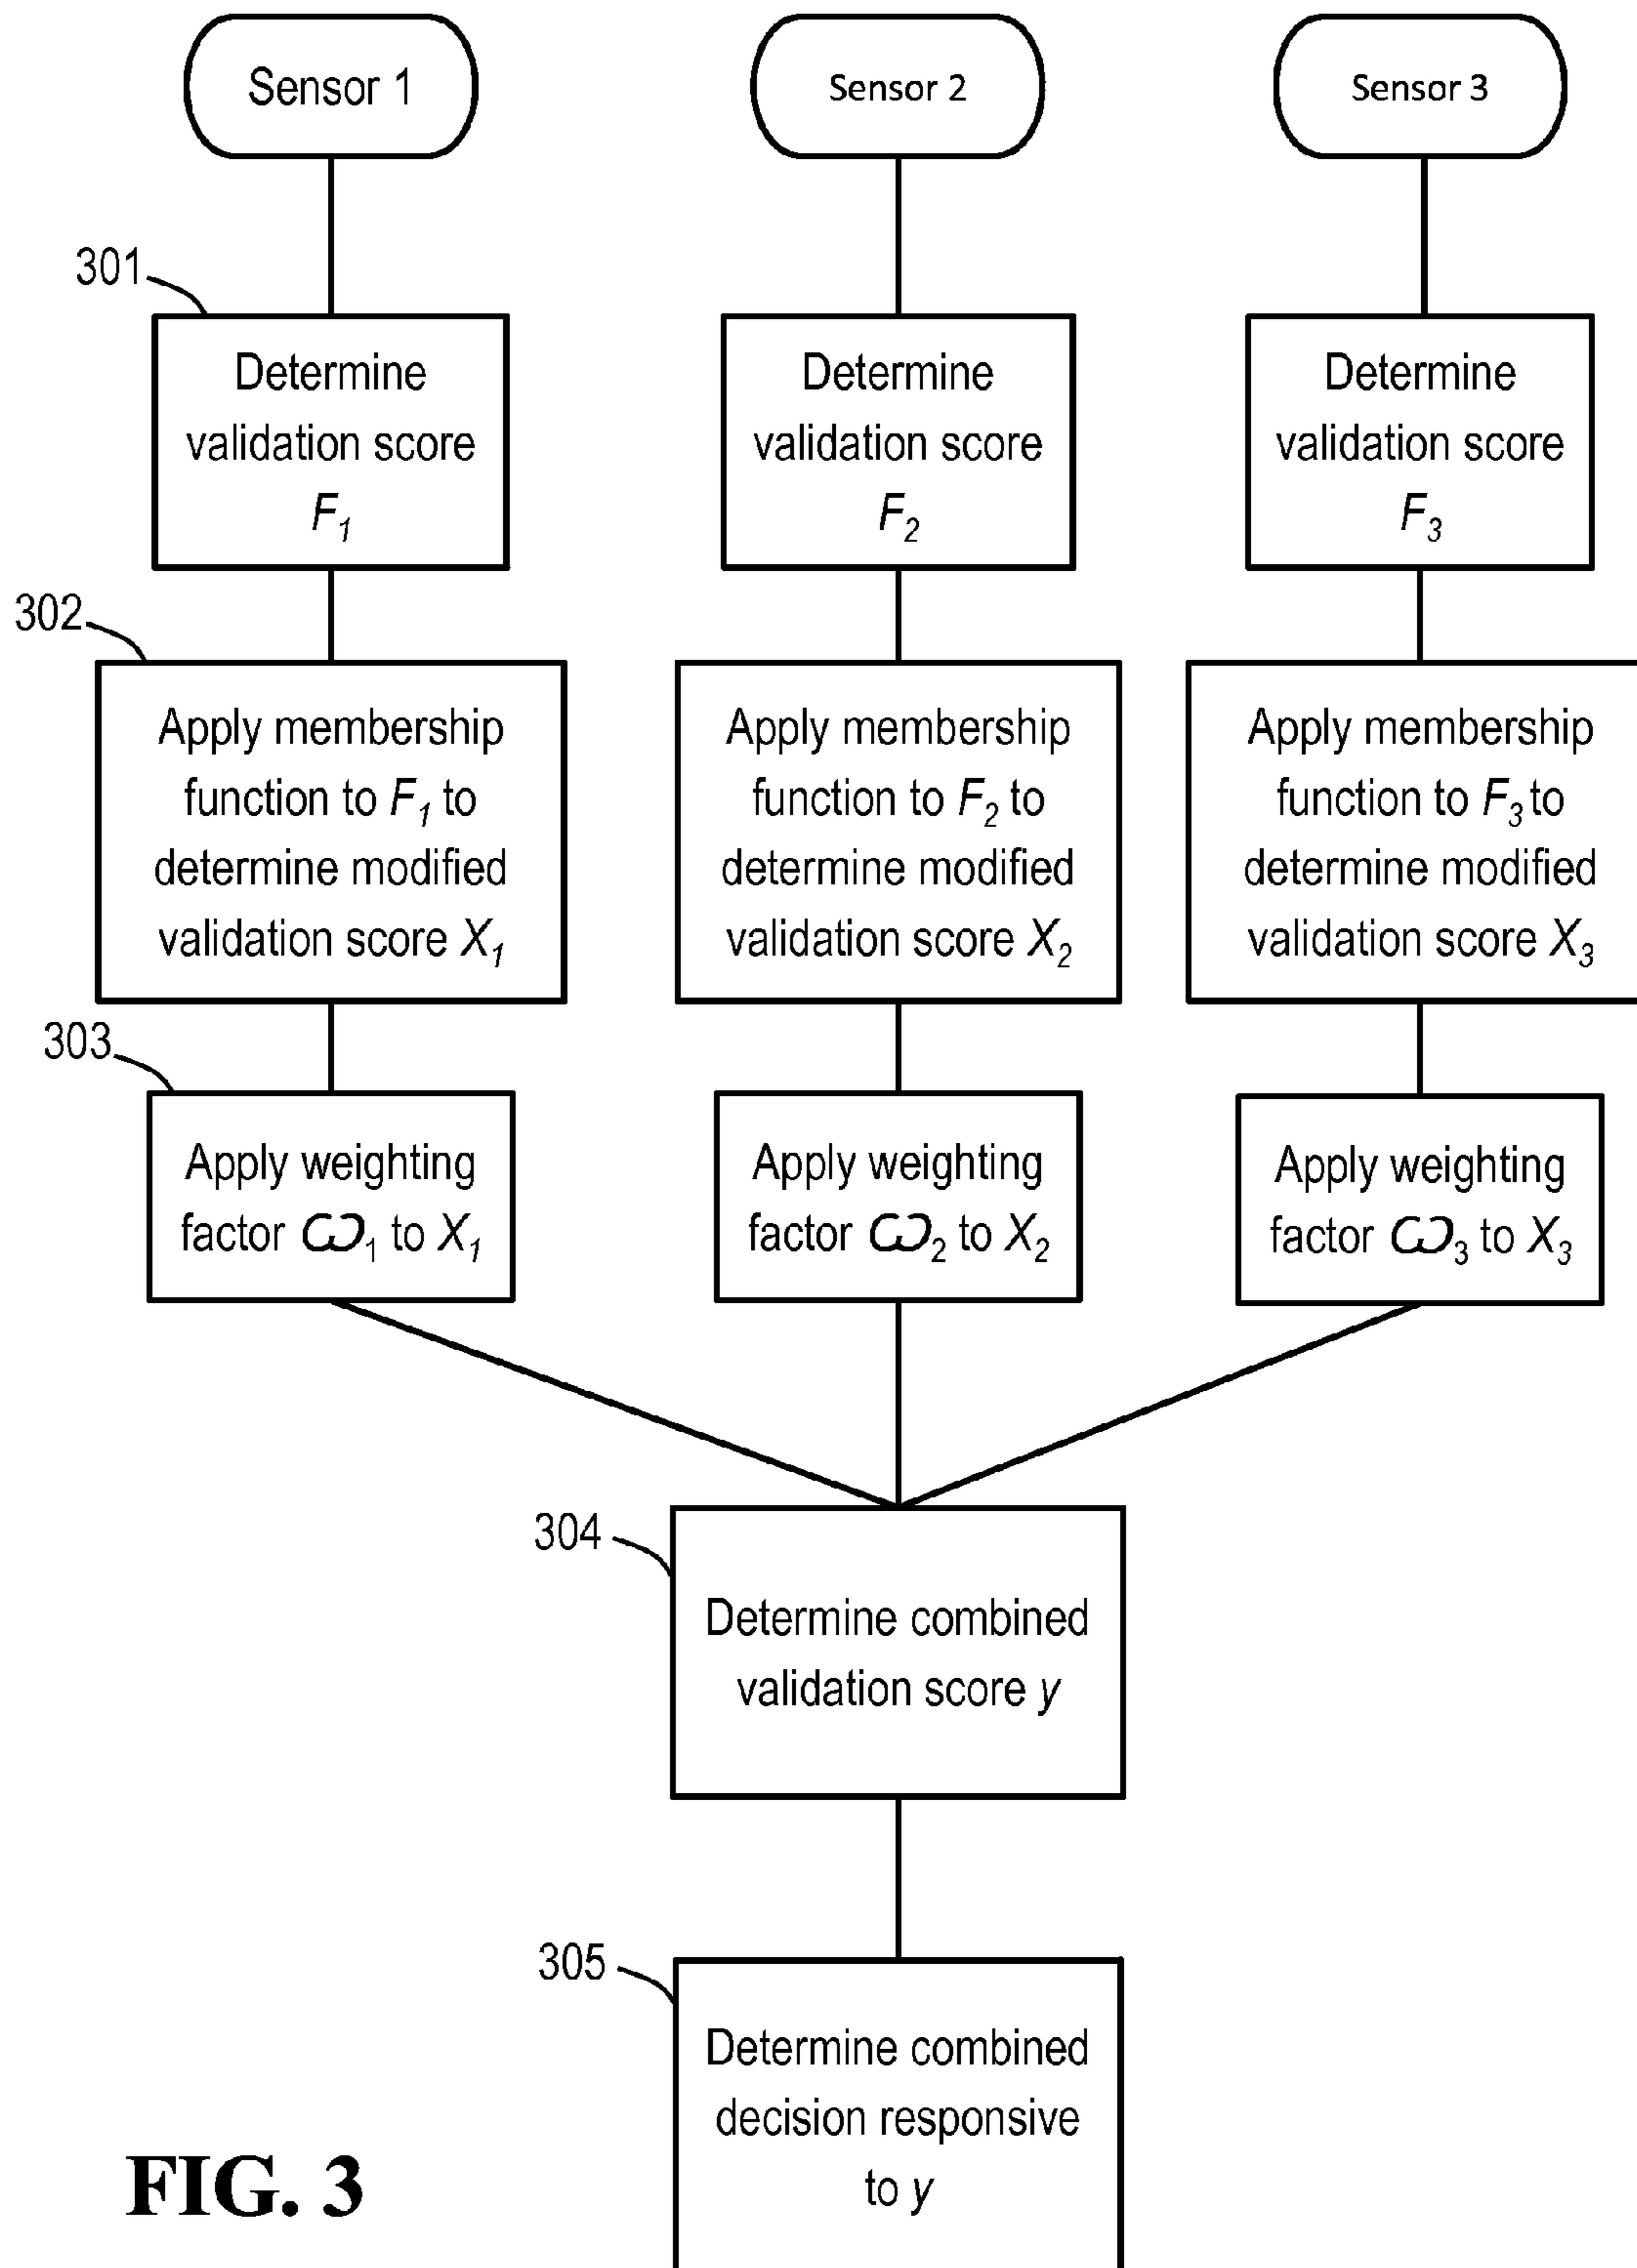 Sensor 1
Sensor 2
Sensor 3
301
Determine
validation score
F₁
Determine
validation score
F₂
Determine
validation score
F₃
302
Apply membership
function to F₁ to
determine modified
validation score X₁
Apply membership
function to F₂ to
determine modified
validation score X₂
Apply membership
function to F₃ to
determine modified
validation score X₃
303
Apply weighting
factor ω₁ to X₁
Apply weighting
factor ω₂ to X₂
Apply weighting
factor ω₃ to X₃
304
Determine combined
validation score y
305
Determine combined
decision responsive
to y
FIG. 3